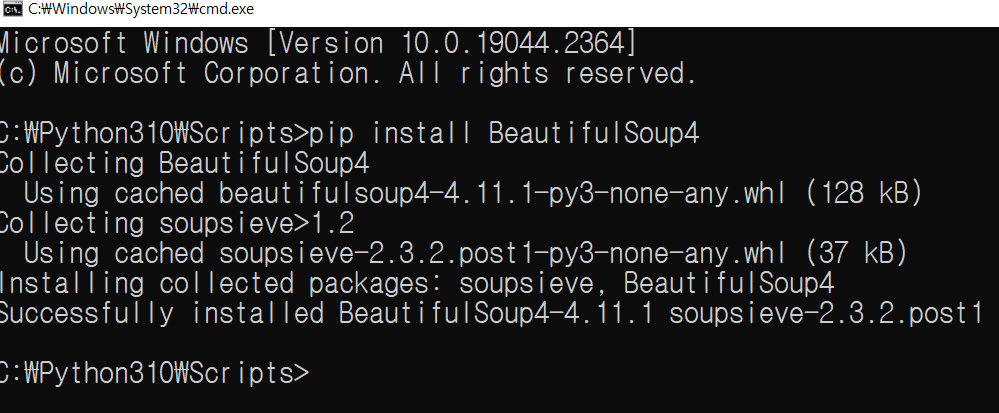 C:₩Windows₩System32₩cmd.exe
Microsoft Windows [Version 10.0.19044.2364]
(c) Microsoft Corporation. All rights reserved.
C:₩Python310₩Scripts>pip install BeautifulSoup4
Collecting BeautifulSoup4
Using cached beautifulsoup4-4.11.1-py3-none-any.whl (128 kB)
Collecting soupsieve>1.2
Using cached soupsieve-2.3.2.post1-py3-none-any.whl (37 kB)
Installing collected packages: soupsieve, BeautifulSoup4
Successfully installed BeautifulSoup4-4.11.1 soupsieve-2.3.2.post1
C:₩Python310₩Scripts>